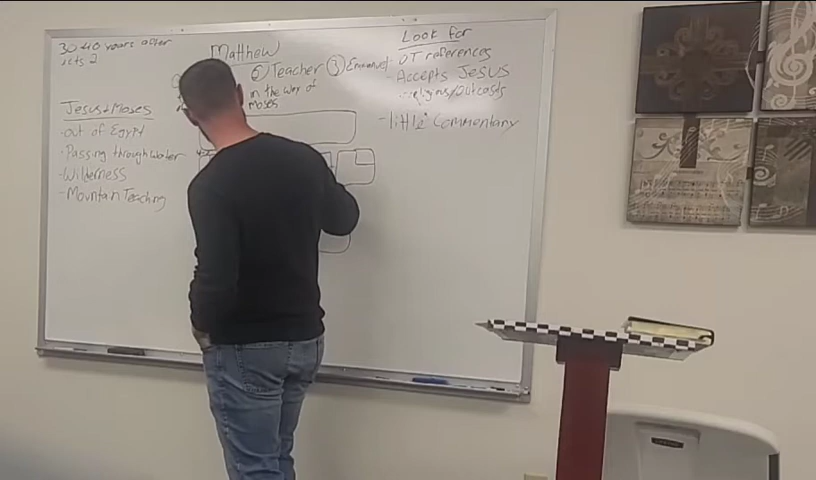 30-40 years after
Acts 2
Matthew
Teacher ③ Emmanuel
in the way of
Moses
Jesus + Moses
-out of Egypt
-Passing through water
-Wilderness
-Mountain Teaching
Look for
OT references
-Accepts Jesus
religious/outcasts
-little Commentary